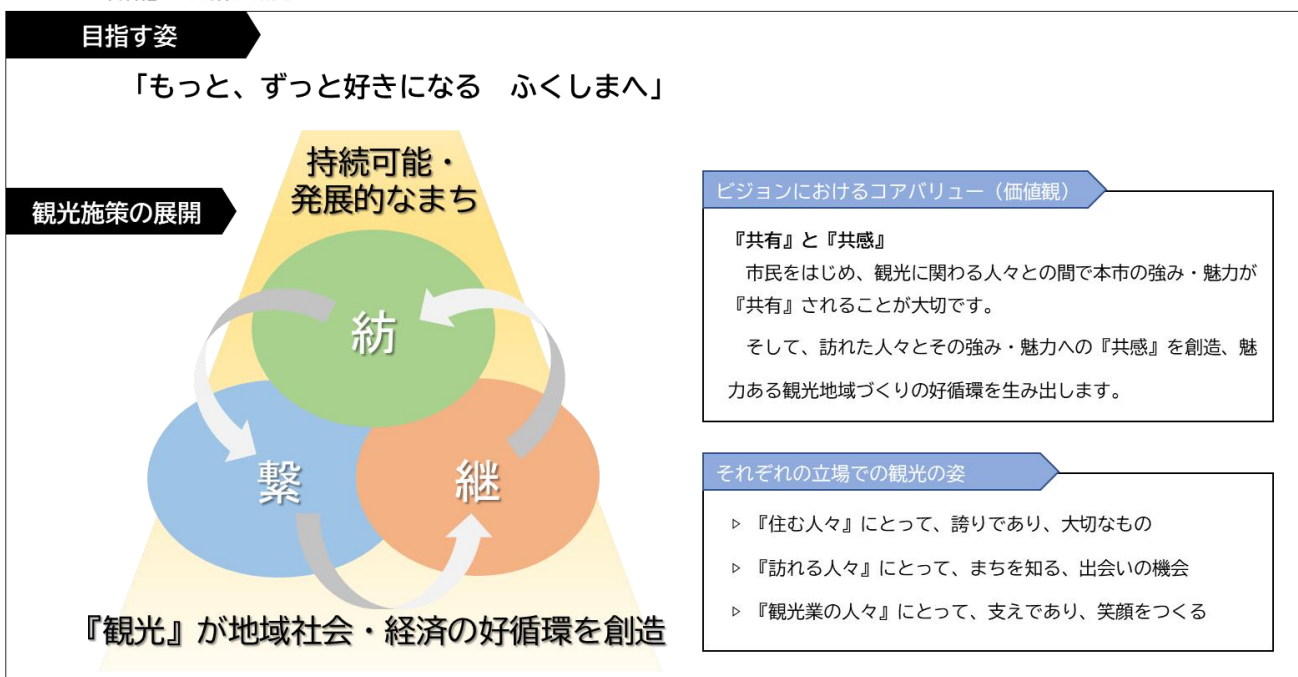 目指す姿
「もっと、ずっと好きになる　ふくしまへ」
持続可能・
発展的なまち
観光施策の展開
紡
繋
継
『観光』が地域社会・経済の好循環を創造
ビジョンにおけるコアバリュー（価値観）
『共有』と『共感』
市民をはじめ、観光に関わる人々との間で本市の強み・魅力が
『共有』されることが大切です。
そして、訪れた人々とその強み・魅力への『共感』を創造、魅
力ある観光地域づくりの好循環を生み出します。
それぞれの立場での観光の姿
▹ 『住む人々』にとって、誇りであり、大切なもの
▹ 『訪れる人々』にとって、まちを知る、出会いの機会
▹ 『観光業の人々』にとって、支えであり、笑顔をつくる